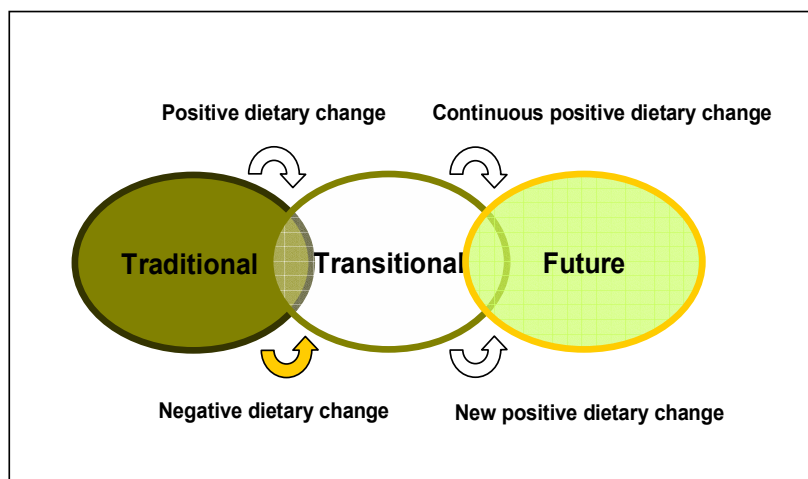 Positive dietary change
Continuous positive dietary change
Traditional
Transitional
Future
Negative dietary change
New positive dietary change